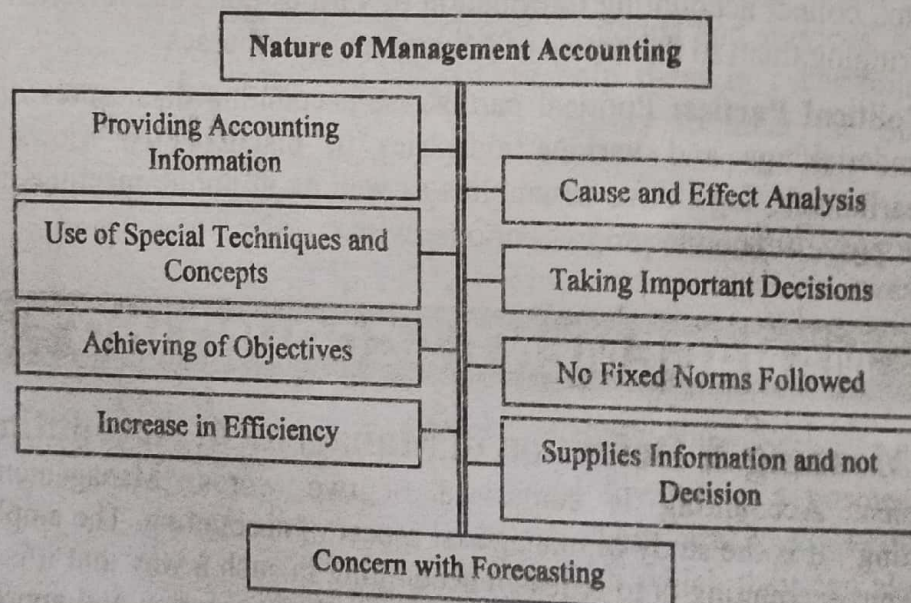 Nature of Management Accounting
Providing Accounting
Information
Cause and Effect Analysis
Use of Special Techniques and
Concepts
Taking Important Decisions
Achieving of Objectives
No Fixed Norms Followed
Increase in Efficiency
Supplies Information and not
Decision
Concern with Forecasting